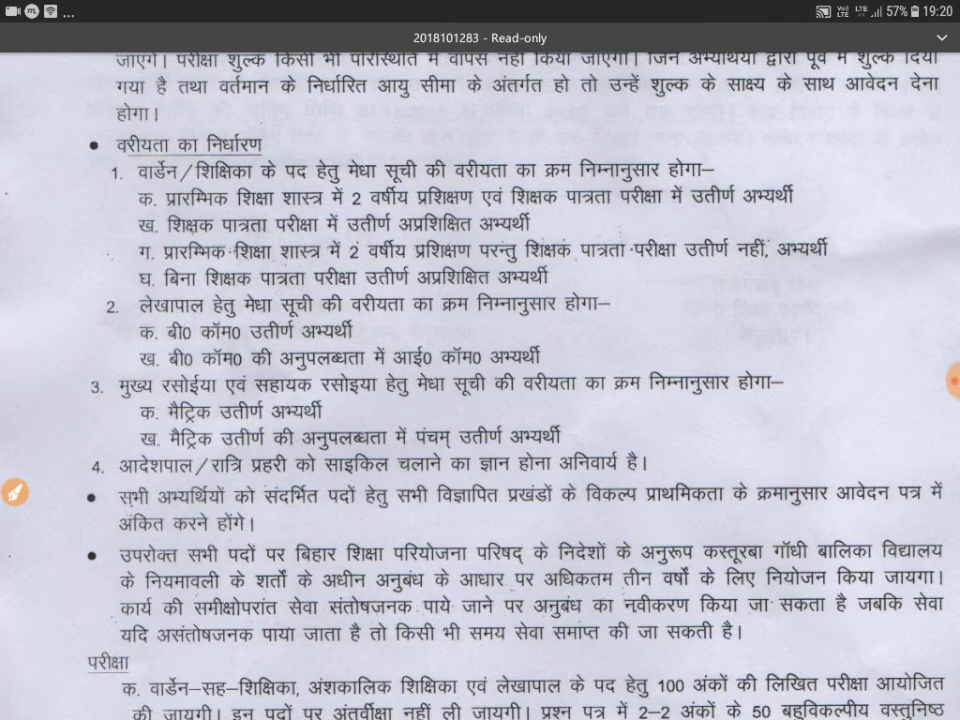 57% 19:20
2018101283 - Read-only
जाएगे। परीक्षा शुल्क किसी भी परिस्थिति में वापस नहीं किया जाएगा। जिन अभ्यर्थियों द्वारा पूर्व में शुल्क दिया
गया है तथा वर्तमान के निर्धारित आयु सीमा के अंतर्गत हो तो उन्हें शुल्क के साक्ष्य के साथ आवेदन देना
होगा।
• वरीयता का निर्धारण
1. वार्डेन/शिक्षिका के पद हेतु मेधा सूची की वरीयता का क्रम निम्नानुसार होगा–
क. प्रारम्भिक शिक्षा शास्त्र में 2 वर्षीय प्रशिक्षण एवं शिक्षक पात्रता परीक्षा में उतीर्ण अभ्यर्थी
ख. शिक्षक पात्रता परीक्षा में उतीर्ण अप्रशिक्षित अभ्यर्थी
ग. प्रारम्भिक शिक्षा शास्त्र में 2 वर्षीय प्रशिक्षण परन्तु शिक्षक पात्रता परीक्षा उतीर्ण नहीं, अभ्यर्थी
घ. बिना शिक्षक पात्रता परीक्षा उतीर्ण अप्रशिक्षित अभ्यर्थी
2. लेखापाल हेतु मेधा सूची की वरीयता का क्रम निम्नानुसार होगा–
क. बी0 कॉम0 उतीर्ण अभ्यर्थी
ख. बी0 कॉम0 की अनुपलब्धता में आई0 कॉम0 अभ्यर्थी
3. मुख्य रसोईया एवं सहायक रसोइया हेतु मेधा सूची की वरीयता का क्रम निम्नानुसार होगा–
क. मैट्रिक उतीर्ण अभ्यर्थी
ख. मैट्रिक उतीर्ण की अनुपलब्धता में पंचम् उतीर्ण अभ्यर्थी
4. आदेशपाल/रात्रि प्रहरी को साइकिल चलाने का ज्ञान होना अनिवार्य है।
• सभी अभ्यर्थियों को संदर्भित पदों हेतु सभी विज्ञापित प्रखंडों के विकल्प प्राथमिकता के क्रमानुसार आवेदन पत्र में
अंकित करने होंगे।
• उपरोक्त सभी पदों पर बिहार शिक्षा परियोजना परिषद् के निदेशों के अनुरूप कस्तूरबा गॉधी बालिका विद्यालय
के नियमावली के शर्तों के अधीन अनुबंध के आधार पर अधिकतम तीन वर्षों के लिए नियोजन किया जायगा।
कार्य की समीक्षोपरांत सेवा संतोषजनक पाये जाने पर अनुबंध का नवीकरण किया जा सकता है जबकि सेवा
यदि असंतोषजनक पाया जाता है तो किसी भी समय सेवा समाप्त की जा सकती है।
परीक्षा
क. वार्डेन–सह–शिक्षिका, अंशकालिक शिक्षिका एवं लेखापाल के पद हेतु 100 अंकों की लिखित परीक्षा आयोजित
की जायगी। इन पदों पर अंतर्वीक्षा नहीं ली जायगी। प्रश्न पत्र में 2–2 अंकों के 50 बहुविकल्पीय वस्तुनिष्ठ